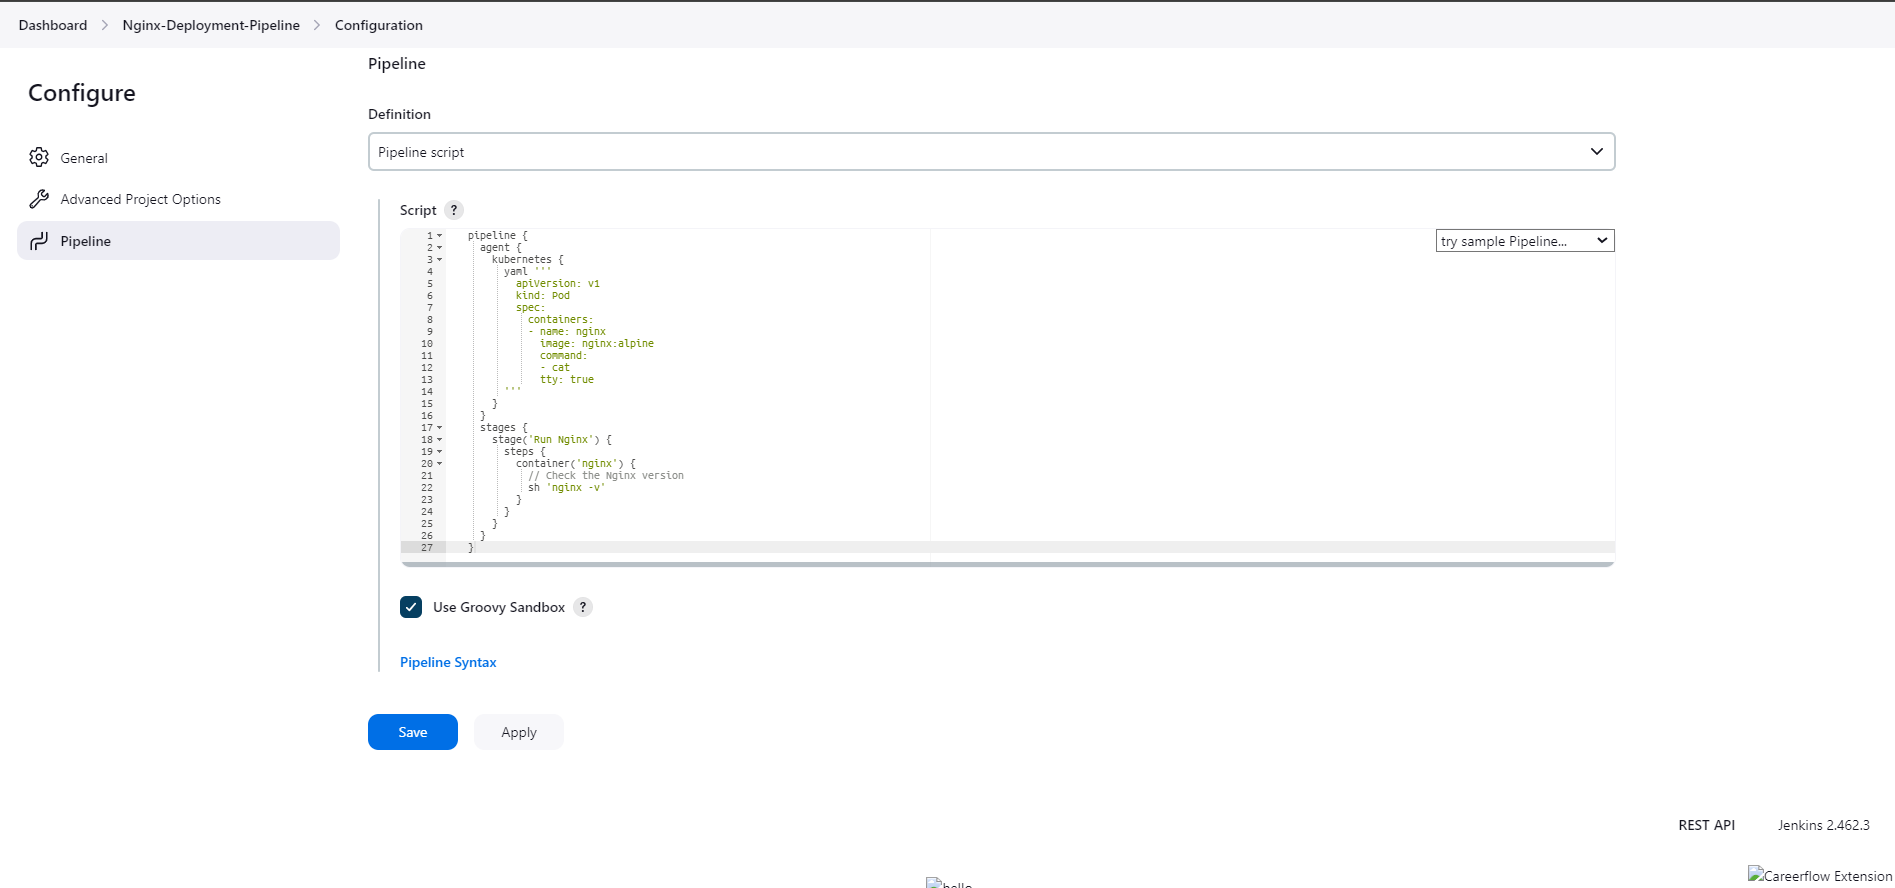 Dashboard > Nginx-Deployment-Pipeline > Configuration
Configure
General
Advanced Project Options
Pipeline
Pipeline
Definition
Pipeline script
Script ?
try sample Pipeline...
1 pipeline {
2 agent {
3 kubernetes {
4 yaml '''
5 apiVersion: v1
6 kind: Pod
7 spec:
8 containers:
9 - name: nginx
10 image: nginx:alpine
11 command:
12 - cat
13 tty: true
14 '''
15 }
16 }
17 stages {
18 stage('Run Nginx') {
19 steps {
20 container('nginx') {
21 // Check the Nginx version
22 sh 'nginx -v'
23 }
24 }
25 }
26 }
27 }
Use Groovy Sandbox ?
Pipeline Syntax
Save
Apply
REST API
Jenkins 2.462.3
hello
Careerflow Extension